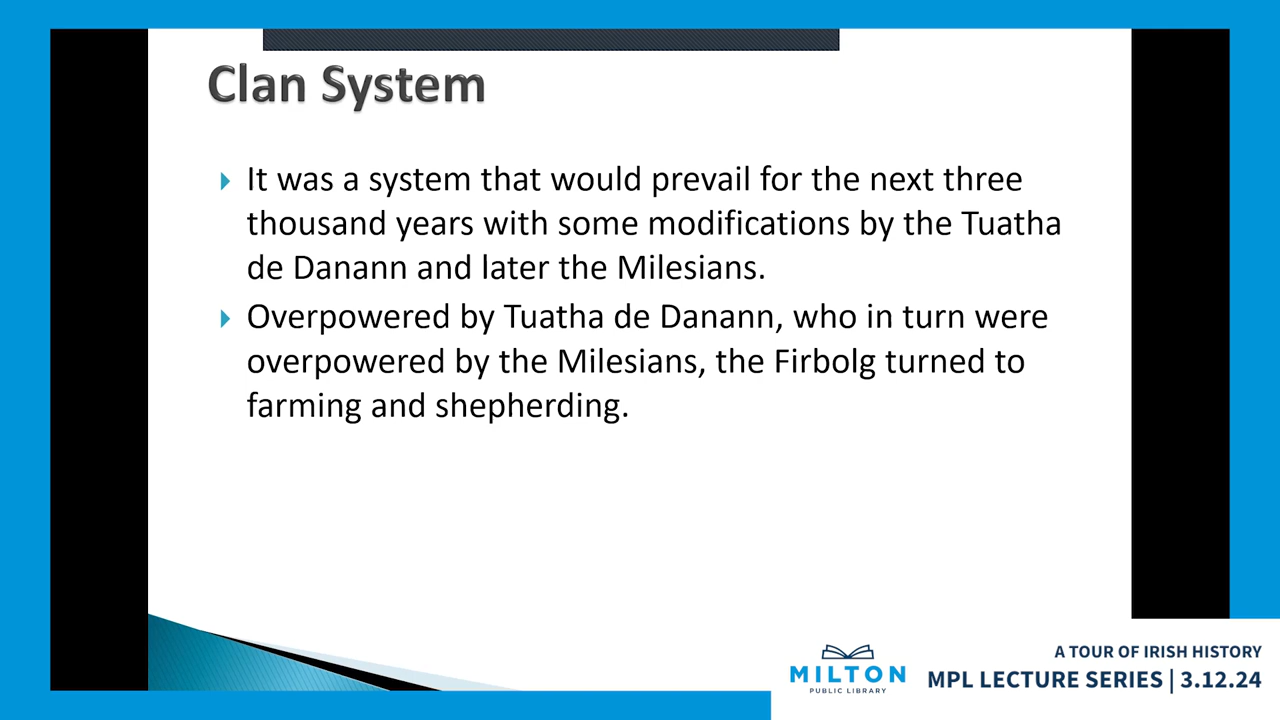 Clan System
It was a system that would prevail for the next three
thousand years with some modifications by the Tuatha
de Danann and later the Milesians.
Overpowered by Tuatha de Danann, who in turn were
overpowered by the Milesians, the Firbolg turned to
farming and shepherding.
MILTON
PUBLIC LIBRARY
A TOUR OF IRISH HISTORY
MPL LECTURE SERIES | 3.12.24